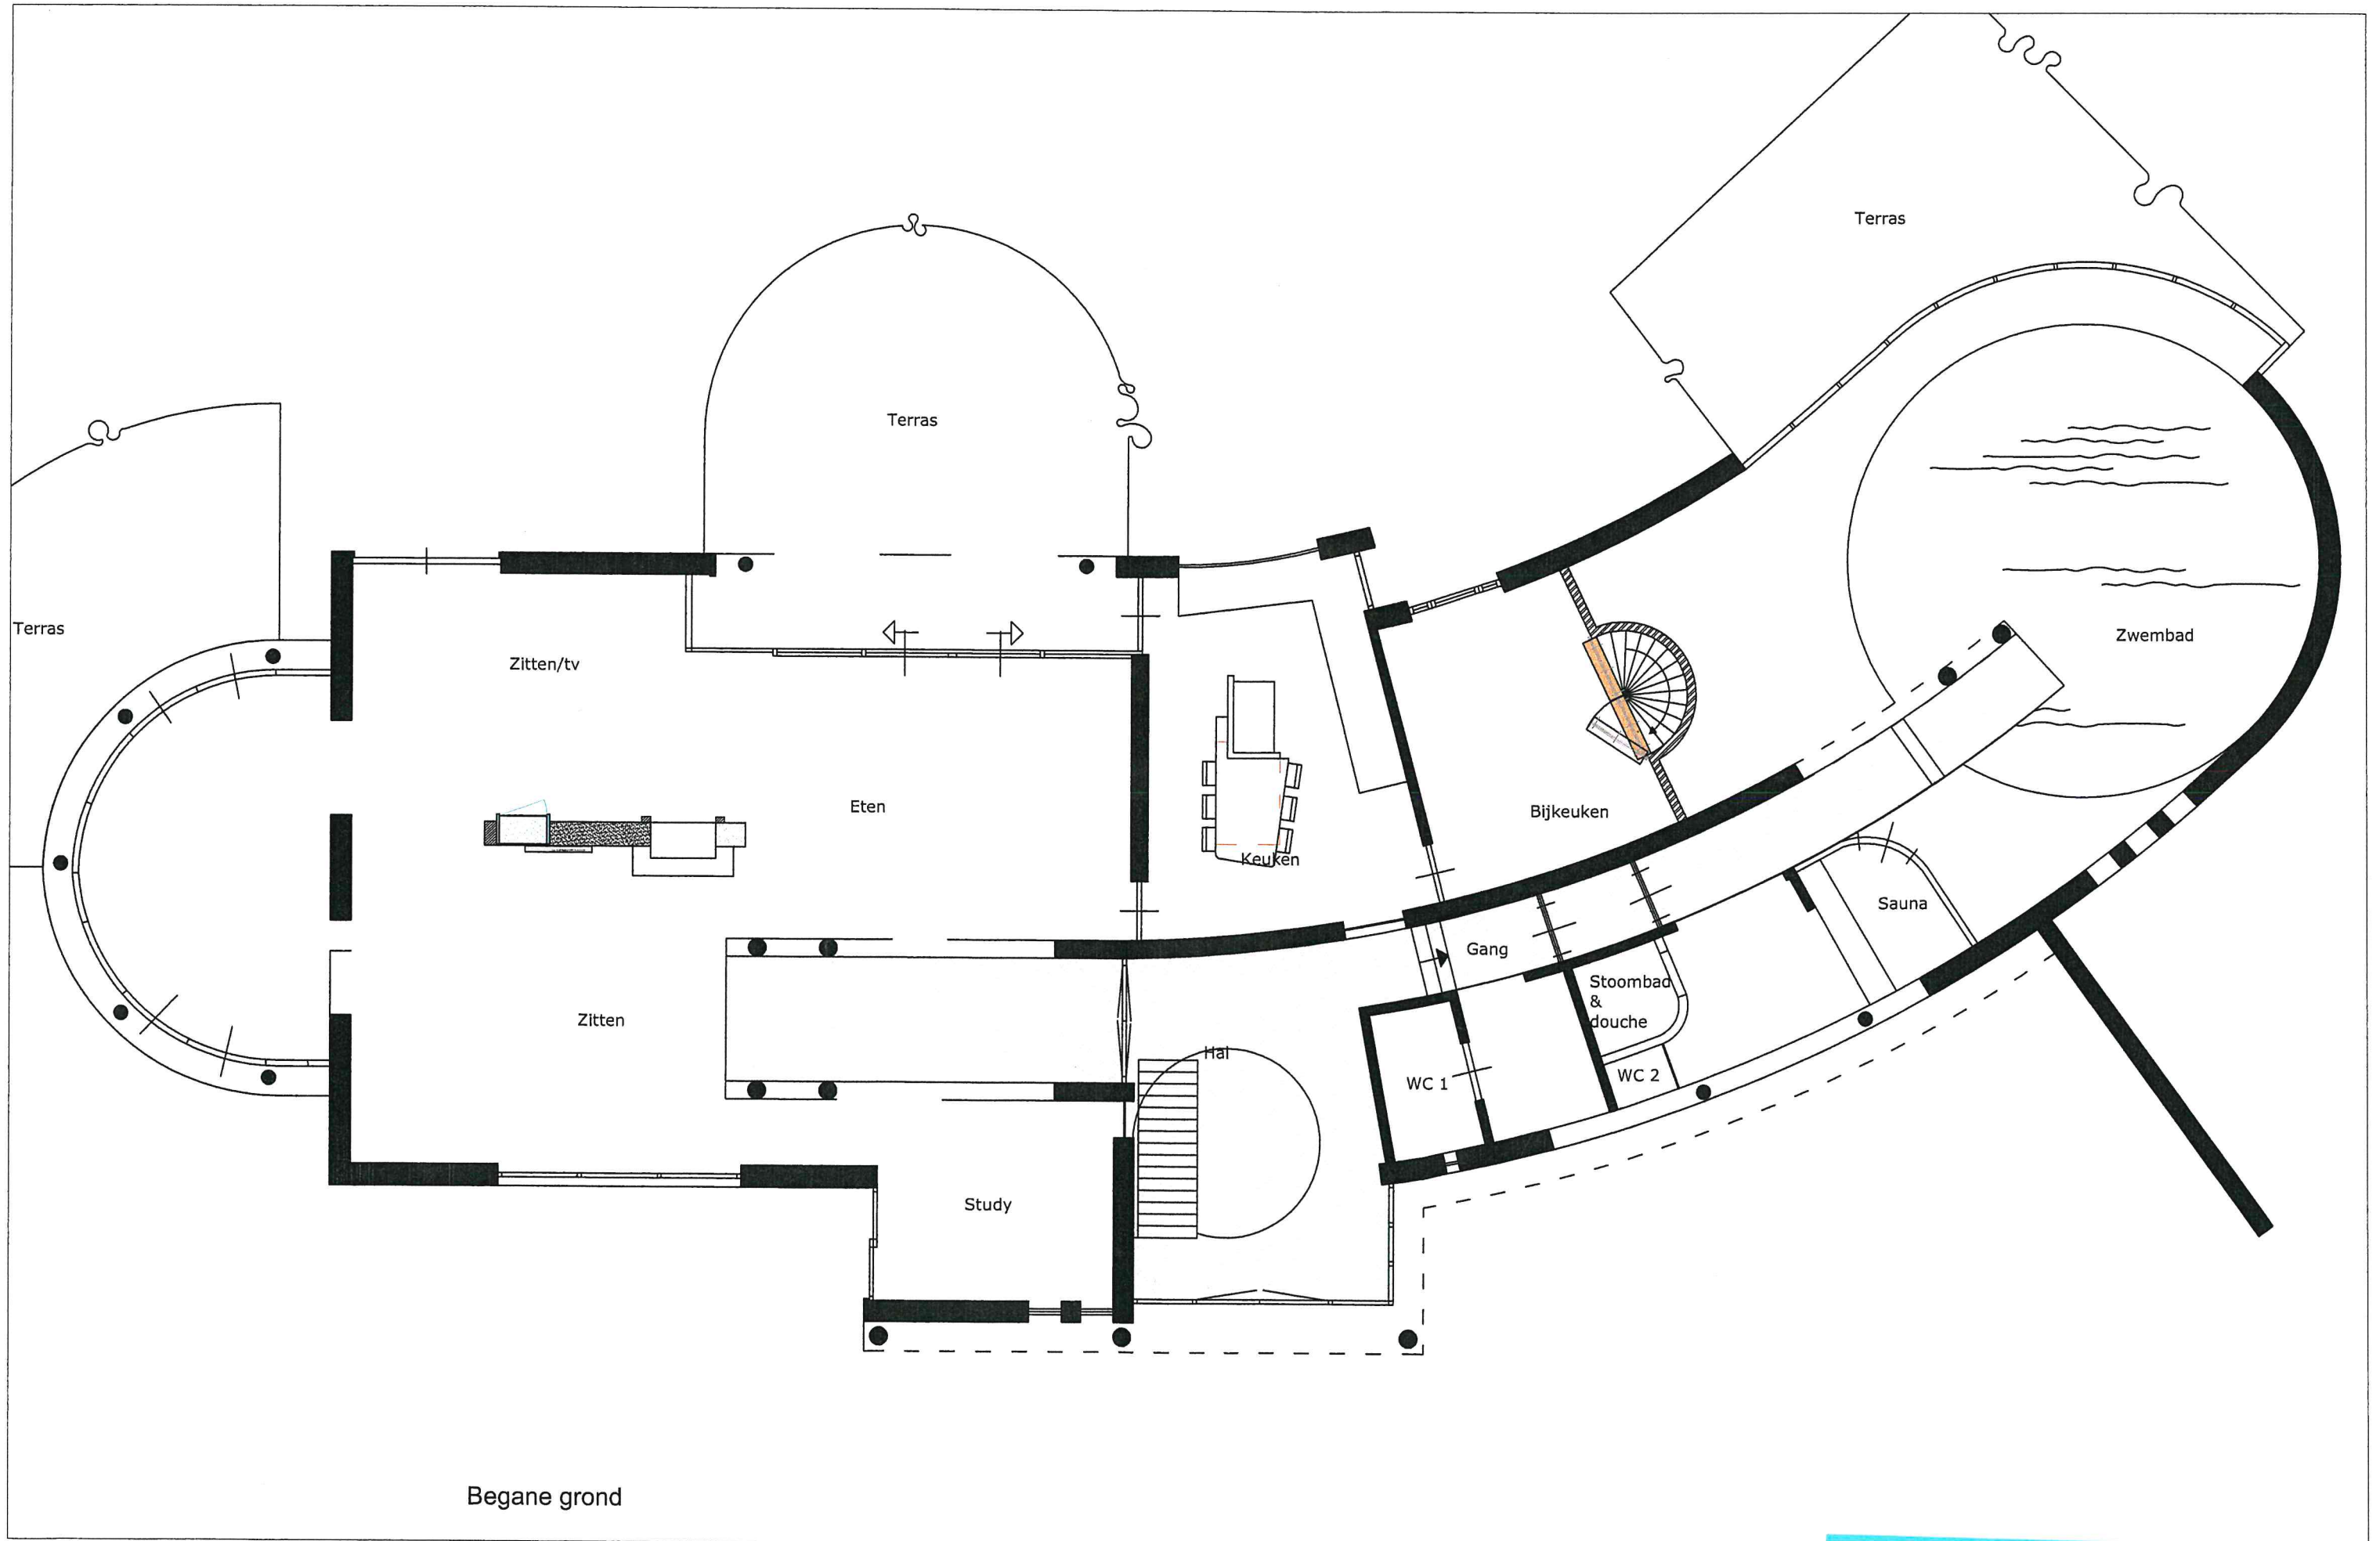 Terras
Terras
Terras
Zwembad
Zitten/tv
Eten
Bijkeuken
Keuken
Sauna
Gang
Stoombad
&
douche
Zitten
Hal
WC 1
WC 2
Study
Begane grond